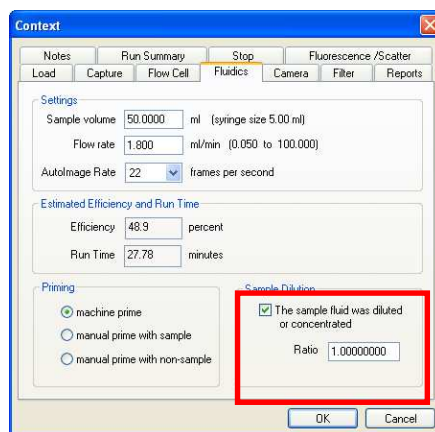 Context
Notes Run Summary Stop Fluorescence /Scatter
Load Capture Flow Cell Fluidics Camera Filter Reports
Settings
Sample volume 50.0000 ml (syringe size 5.00 ml)
Flow rate 1.800 ml/min (0.050 to 100.000)
AutoImage Rate 22 frames per second
Estimated Efficiency and Run Time
Efficiency 48.9 percent
Run Time 27.78 minutes
Priming
machine prime
manual prime with sample
manual prime with non-sample
Sample Dilution
The sample fluid was diluted
or concentrated
Ratio 1.00000000
OK Cancel